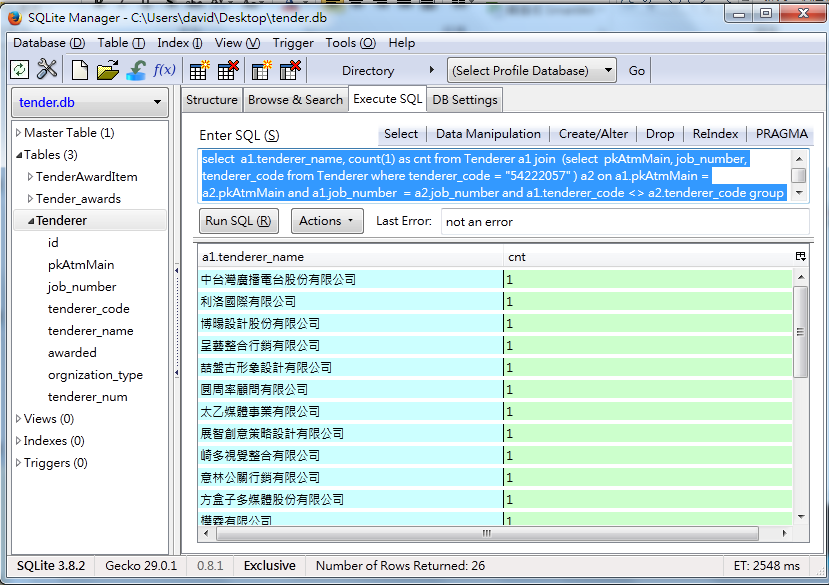 SQLite Manager - C:\Users\david\Desktop\tender.db
Database (D) Table (T) Index (I) View (V) Trigger Tools (O) Help
f(x) Directory (Select Profile Database) Go
tender.db
Structure Browse & Search Execute SQL DB Settings
Master Table (1)
Tables (3)
TenderAwardItem
Tender_awards
Tenderer
id
pkAtmMain
job_number
tenderer_code
tenderer_name
awarded
orgnization_type
tenderer_num
Views (0)
Indexes (0)
Triggers (0)
Enter SQL (S) Select Data Manipulation Create/Alter Drop ReIndex PRAGMA
select a1.tenderer_name, count(1) as cnt from Tenderer a1 join (select pkAtmMain, job_number,
tenderer_code from Tenderer where tenderer_code = "54222057" ) a2 on a1.pkAtmMain =
a2.pkAtmMain and a1.job_number = a2.job_number and a1.tenderer_code <> a2.tenderer_code group
Run SQL (R) Actions Last Error: not an error
a1.tenderer_name cnt
中台灣廣播電台股份有限公司 1
利洛國際有限公司 1
博暘設計股份有限公司 1
呈藝整合行銷有限公司 1
喆盤古形象設計有限公司 1
圓周率顧問有限公司 1
太乙媒體事業有限公司 1
展智創意策略設計有限公司 1
崎多視覺整合有限公司 1
意林公關行銷有限公司 1
方盒子多媒體股份有限公司 1
有限公司 1
SQLite 3.8.2 Gecko 29.0.1 0.8.1 Exclusive Number of Rows Returned: 26 ET: 2548 ms